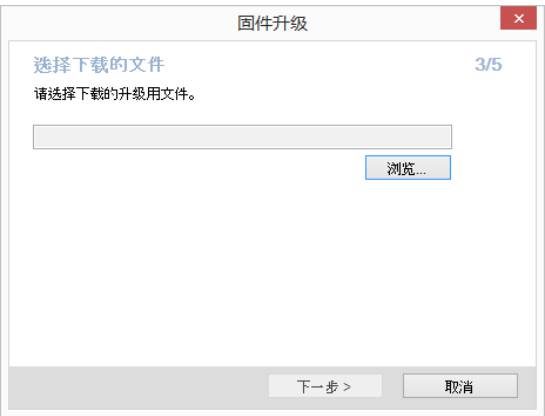 固件升级
选择下载的文件 3/5
请选择下载的升级用文件。
浏览...
下一步 > 取消